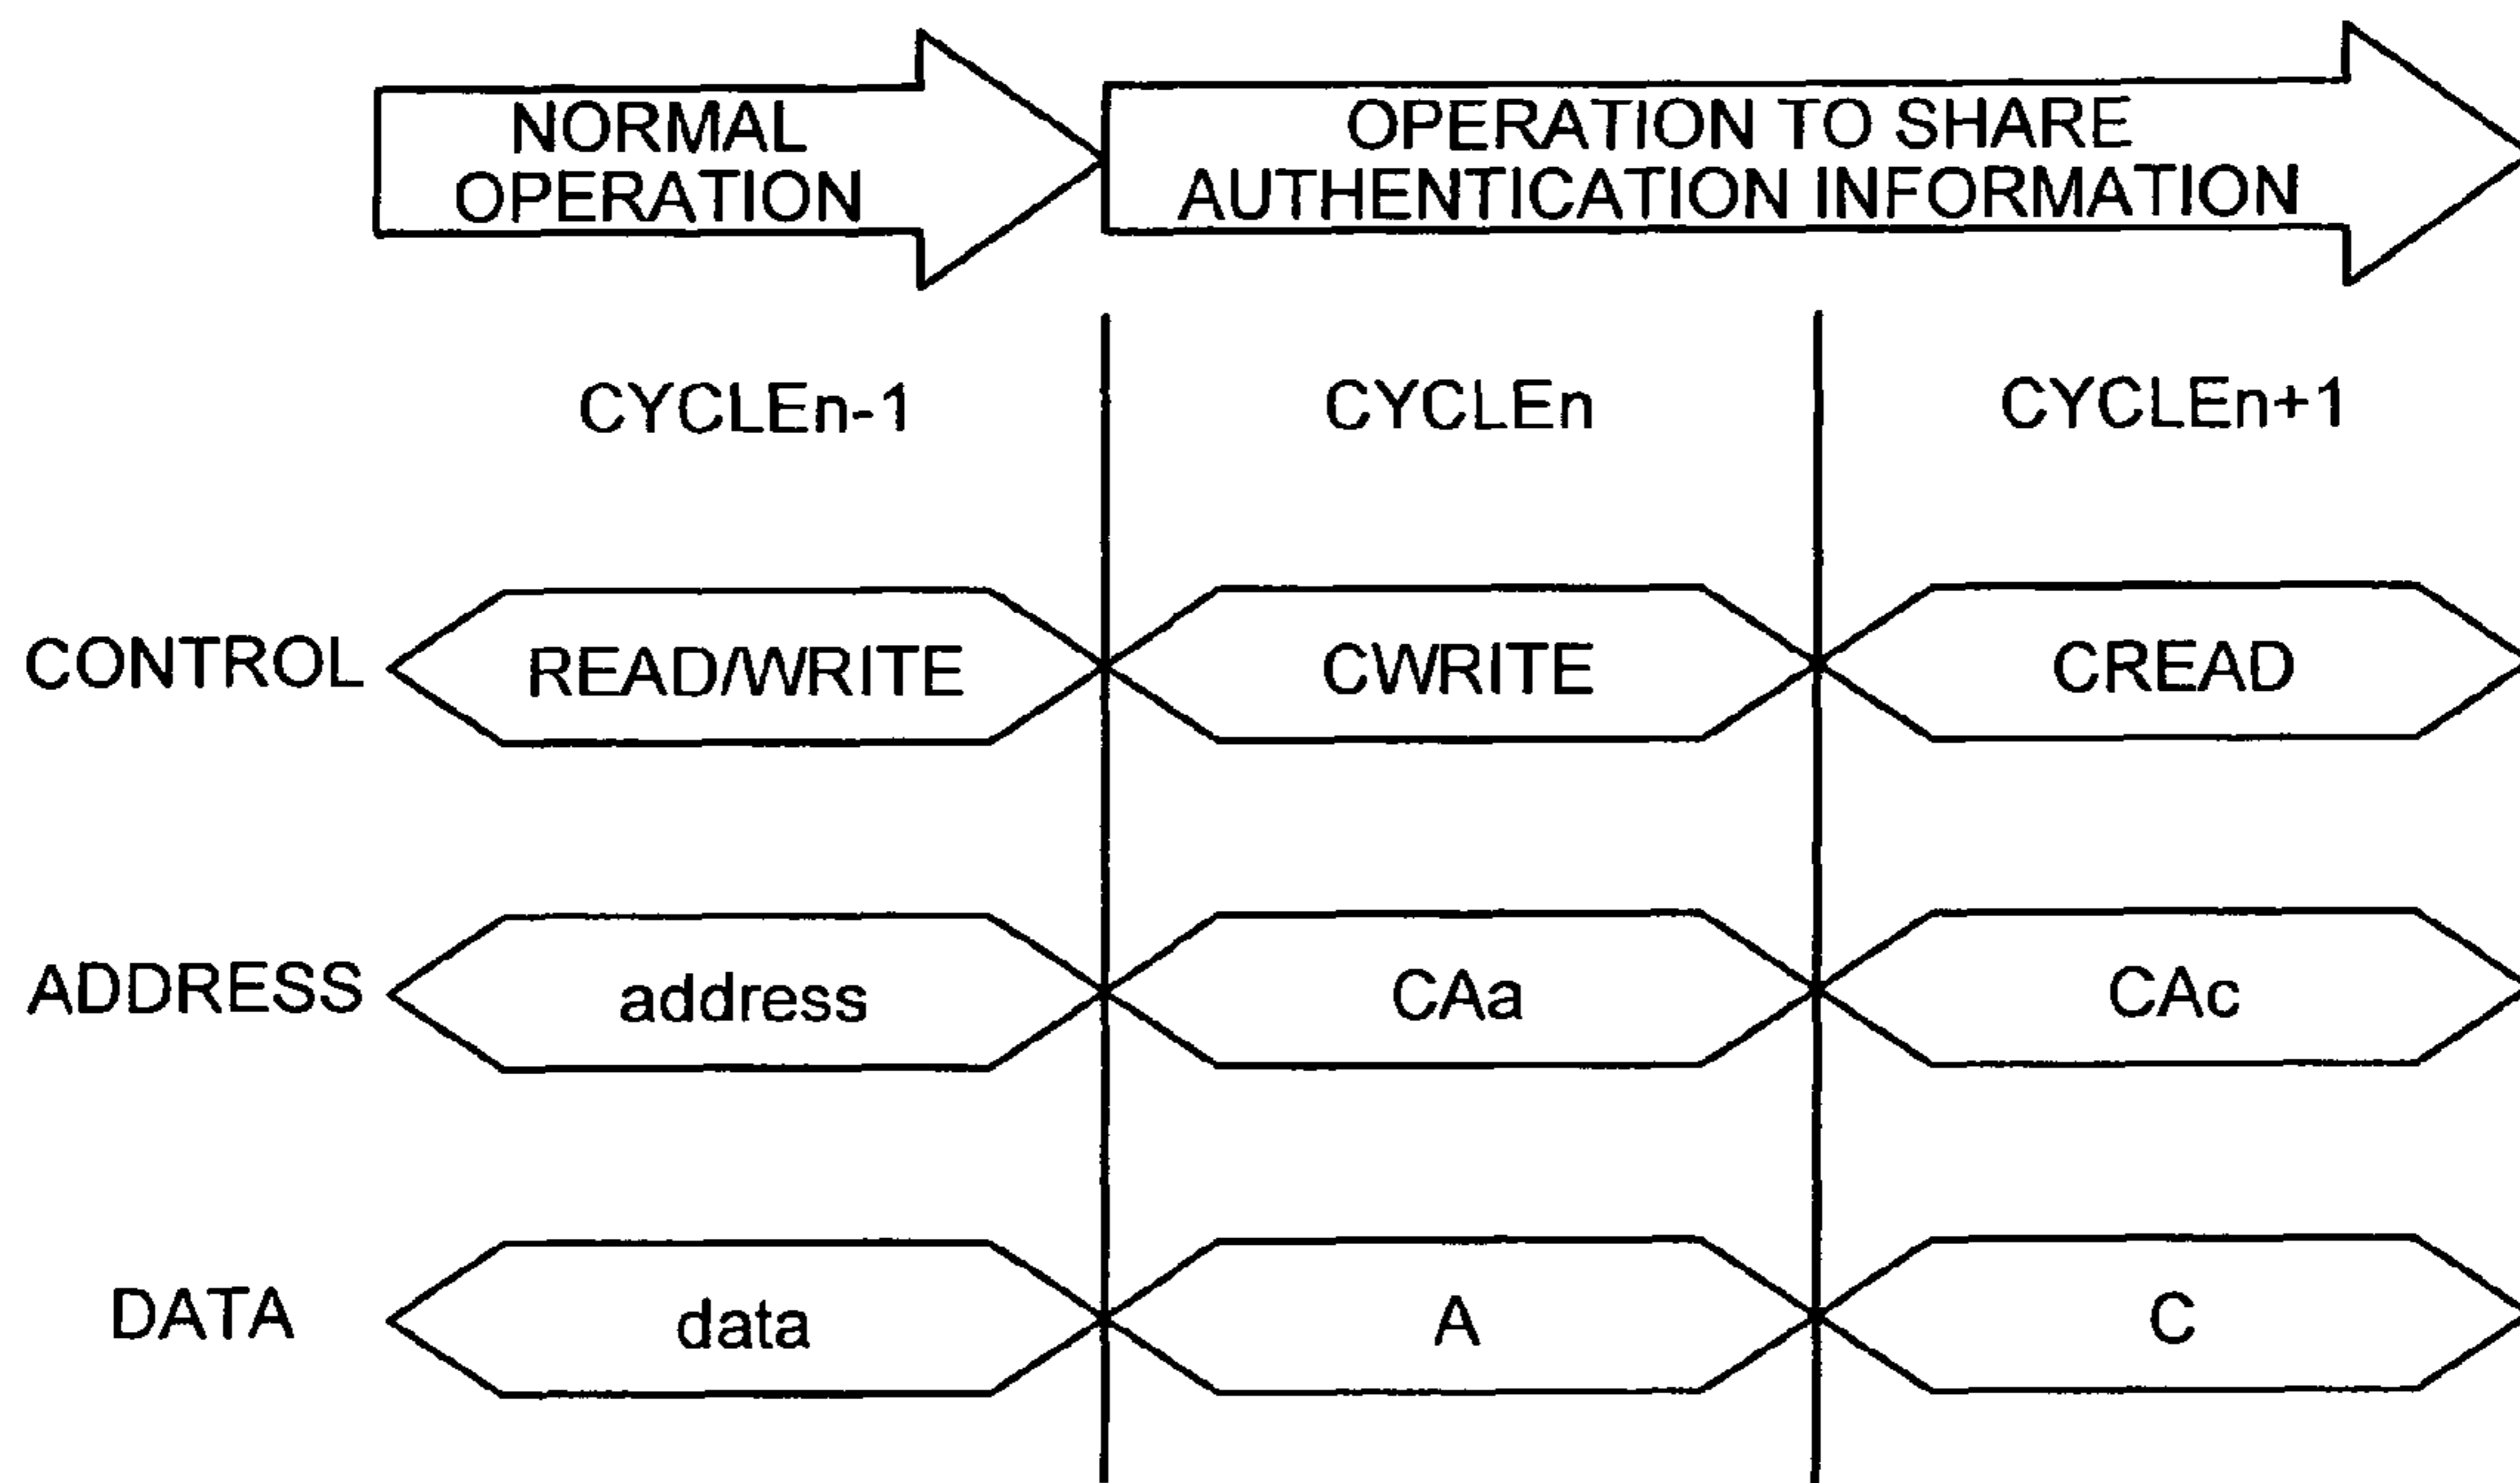 NORMAL
OPERATION
OPERATION TO SHARE
AUTHENTICATION INFORMATION
CYCLEn-1
CYCLEn
CYCLEn+1
CONTROL
READ/WRITE
CWRITE
CREAD
ADDRESS
address
CAa
CAc
DATA
data
A
C